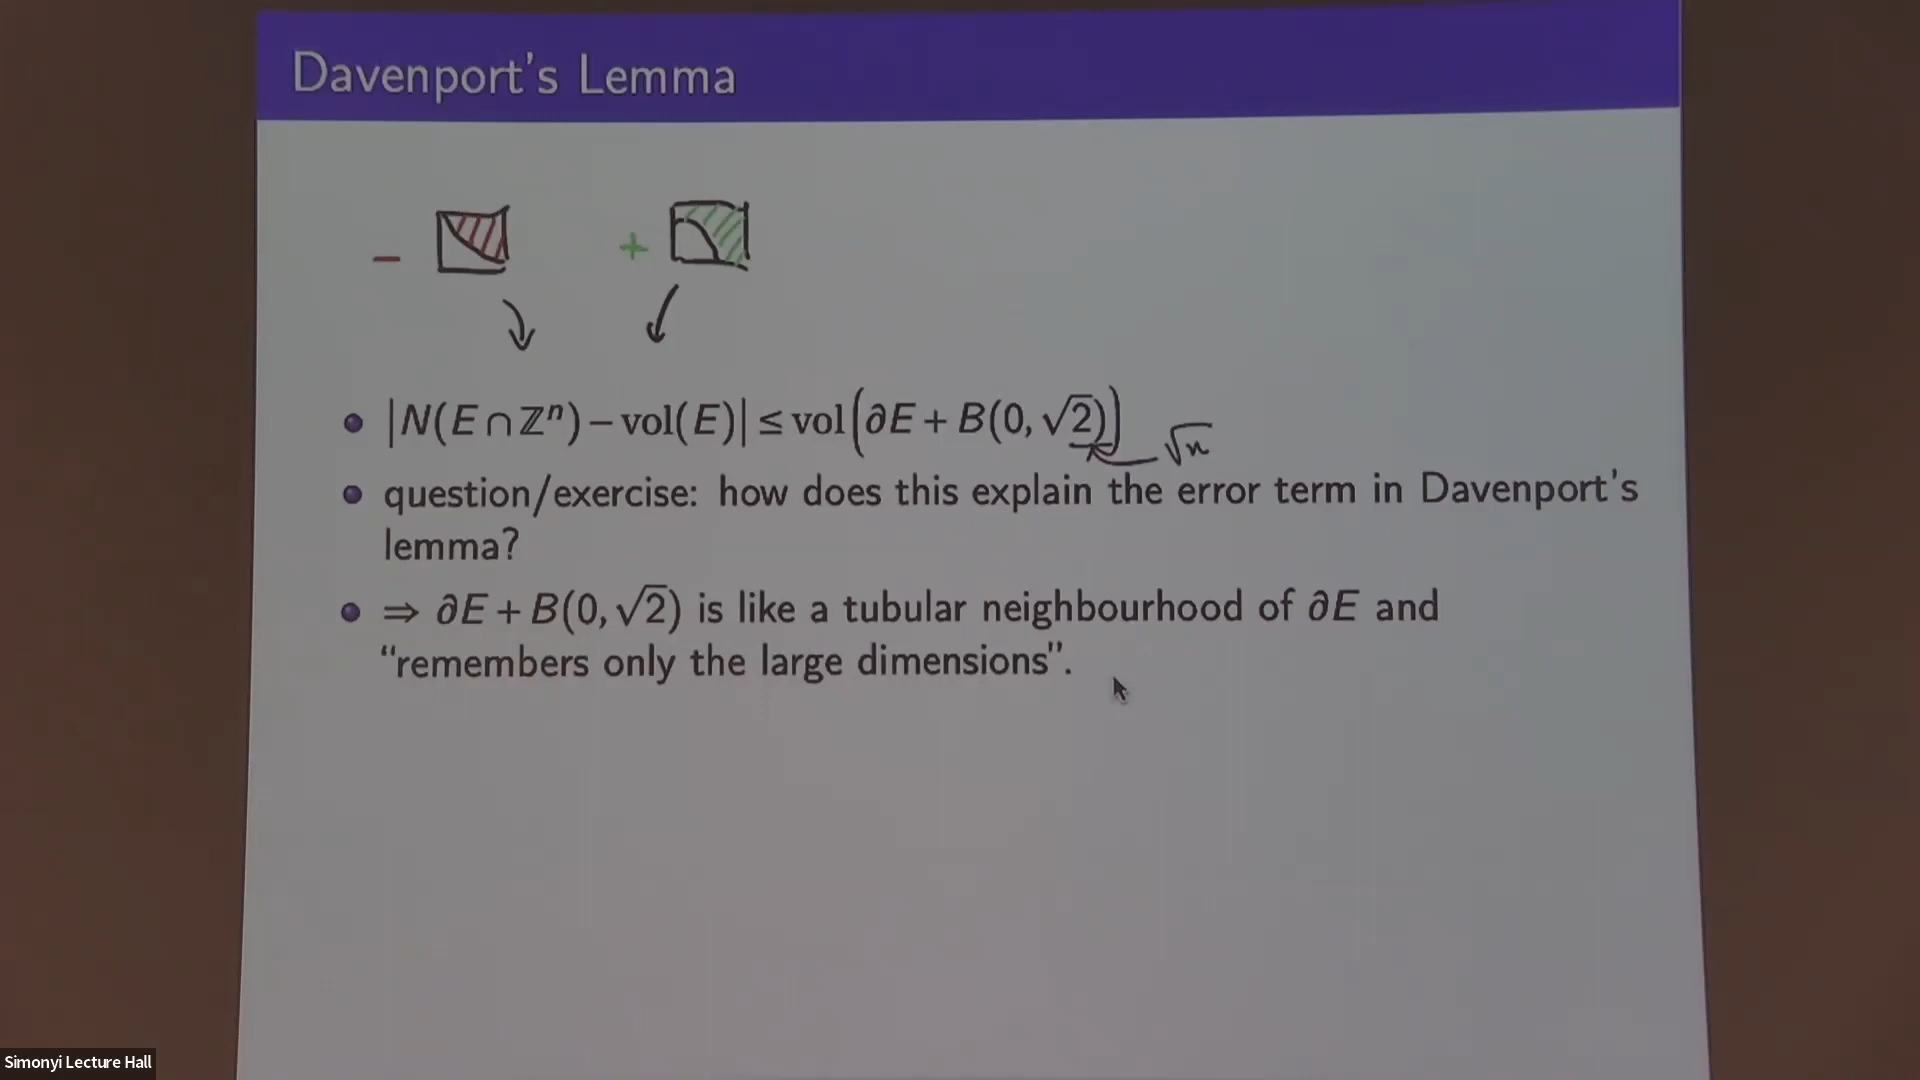 Davenport's Lemma
− +
|N(E ∩ ℤⁿ) − vol(E)| ≤ vol(∂E + B(0, √2))
√n
question/exercise: how does this explain the error term in Davenport's
lemma?
⇒ ∂E + B(0, √2) is like a tubular neighbourhood of ∂E and
“remembers only the large dimensions”.
Simonyi Lecture Hall